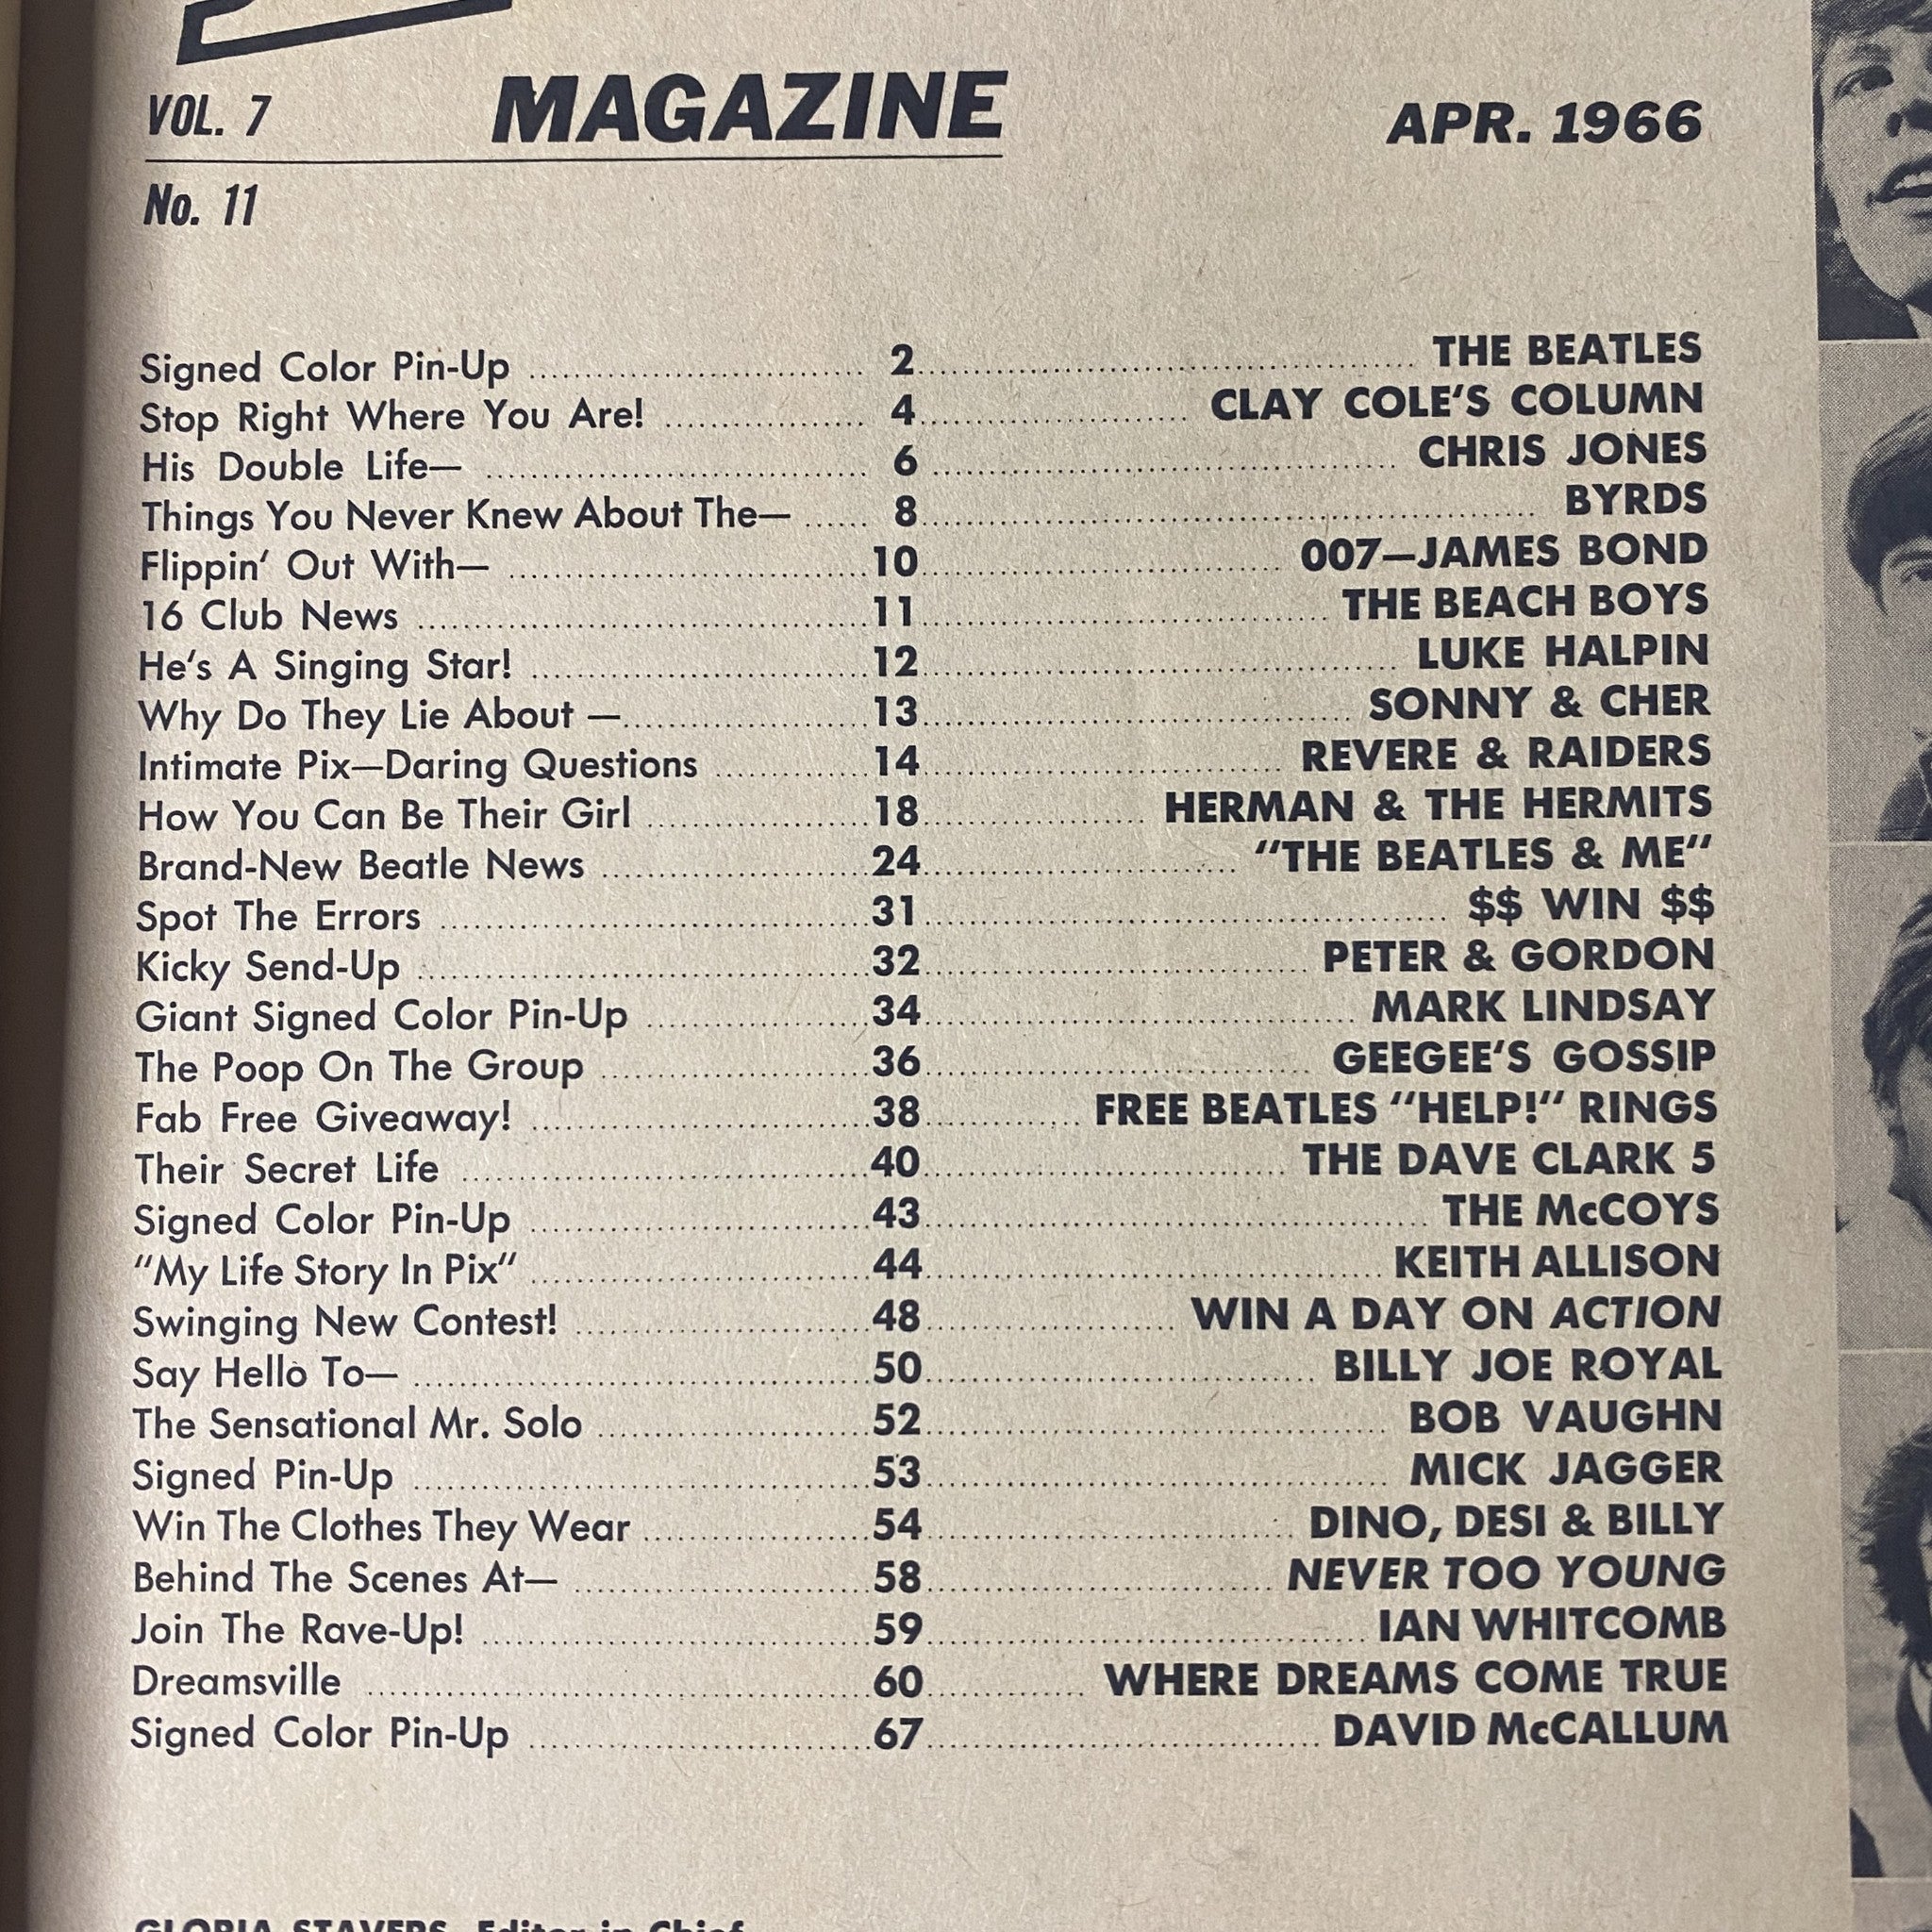 VOL. 7 MAGAZINE APR. 1966
No. 11
Signed Color Pin-Up 2 THE BEATLES
Stop Right Where You Are! 4 CLAY COLE'S COLUMN
His Double Life— 6 CHRIS JONES
Things You Never Knew About The— 8 BYRDS
Flippin' Out With— 10 007—JAMES BOND
16 Club News 11 THE BEACH BOYS
He's A Singing Star! 12 LUKE HALPIN
Why Do They Lie About — 13 SONNY & CHER
Intimate Pix—Daring Questions 14 REVERE & RAIDERS
How You Can Be Their Girl 18 HERMAN & THE HERMITS
Brand-New Beatle News 24 "THE BEATLES & ME"
Spot The Errors 31 $$ WIN $$
Kicky Send-Up 32 PETER & GORDON
Giant Signed Color Pin-Up 34 MARK LINDSAY
The Poop On The Group 36 GEEGEE'S GOSSIP
Fab Free Giveaway! 38 FREE BEATLES "HELP!" RINGS
Their Secret Life 40 THE DAVE CLARK 5
Signed Color Pin-Up 43 THE McCOYS
"My Life Story In Pix" 44 KEITH ALLISON
Swinging New Contest! 48 WIN A DAY ON ACTION
Say Hello To— 50 BILLY JOE ROYAL
The Sensational Mr. Solo 52 BOB VAUGHN
Signed Pin-Up 53 MICK JAGGER
Win The Clothes They Wear 54 DINO, DESI & BILLY
Behind The Scenes At— 58 NEVER TOO YOUNG
Join The Rave-Up! 59 IAN WHITCOMB
Dreamsville 60 WHERE DREAMS COME TRUE
Signed Color Pin-Up 67 DAVID McCALLUM
GLORIA STAVERS, Editor in Chief